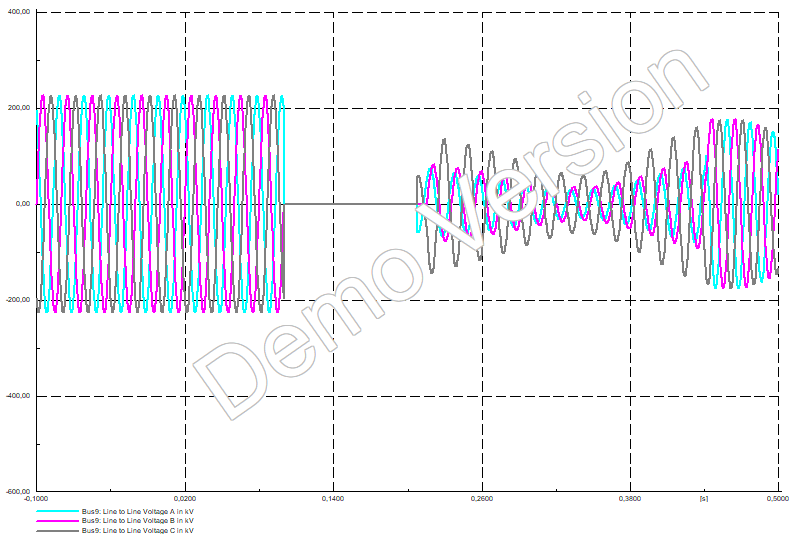 400,00
200,00
0,00
-200,00
-400,00
-600,00
-0,1000 0,0200 0,1400 0,2600 0,3800 [s] 0,5000
Bus9: Line to Line Voltage A in kV
Bus9: Line to Line Voltage B in kV
Bus9: Line to Line Voltage C in kV
Demo Version